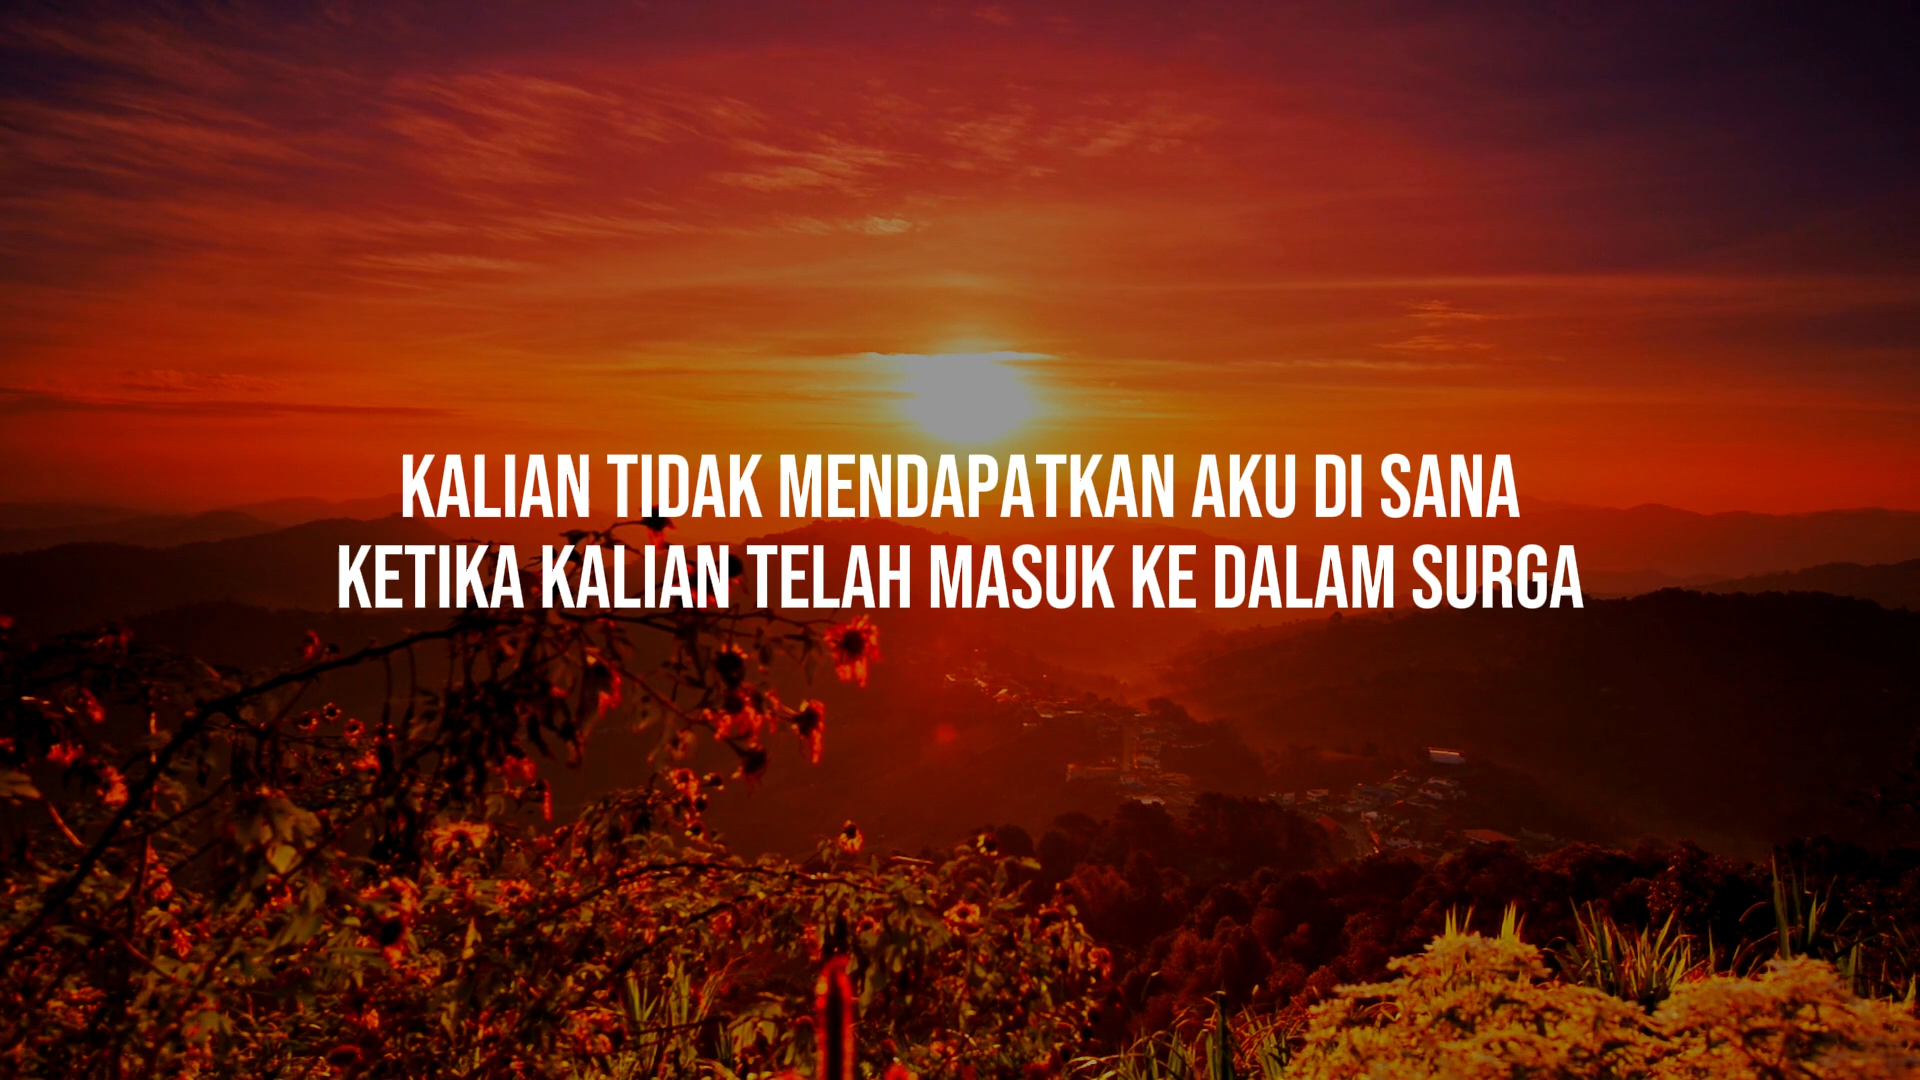 KALIAN TIDAK MENDAPATKAN AKU DI SANA
KETIKA KALIAN TELAH MASUK KE DALAM SURGA